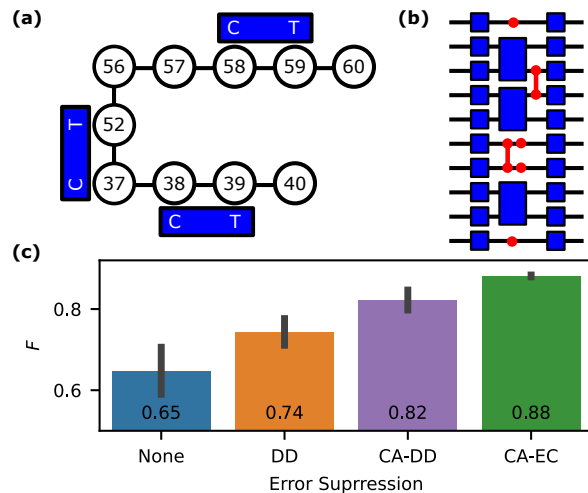 (a)
C T
56 57 58 59 60
T
52
C
37 38 39 40
C T
(b)
(c)
F
0.8
0.6
0.65 0.74 0.82 0.88
None DD CA-DD CA-EC
Error Suprression